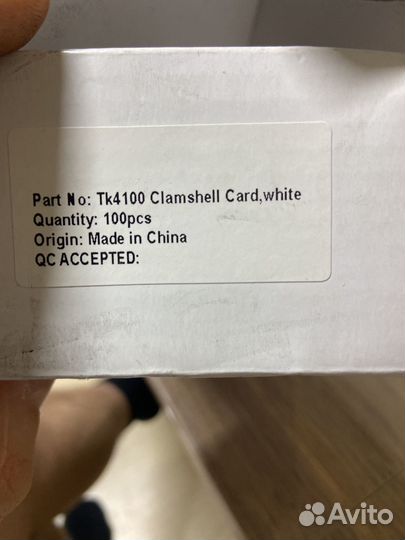 Part No: Tk4100 Clamshell Card,white
Quantity: 100pcs
Origin: Made in China
QC ACCEPTED:
Avito